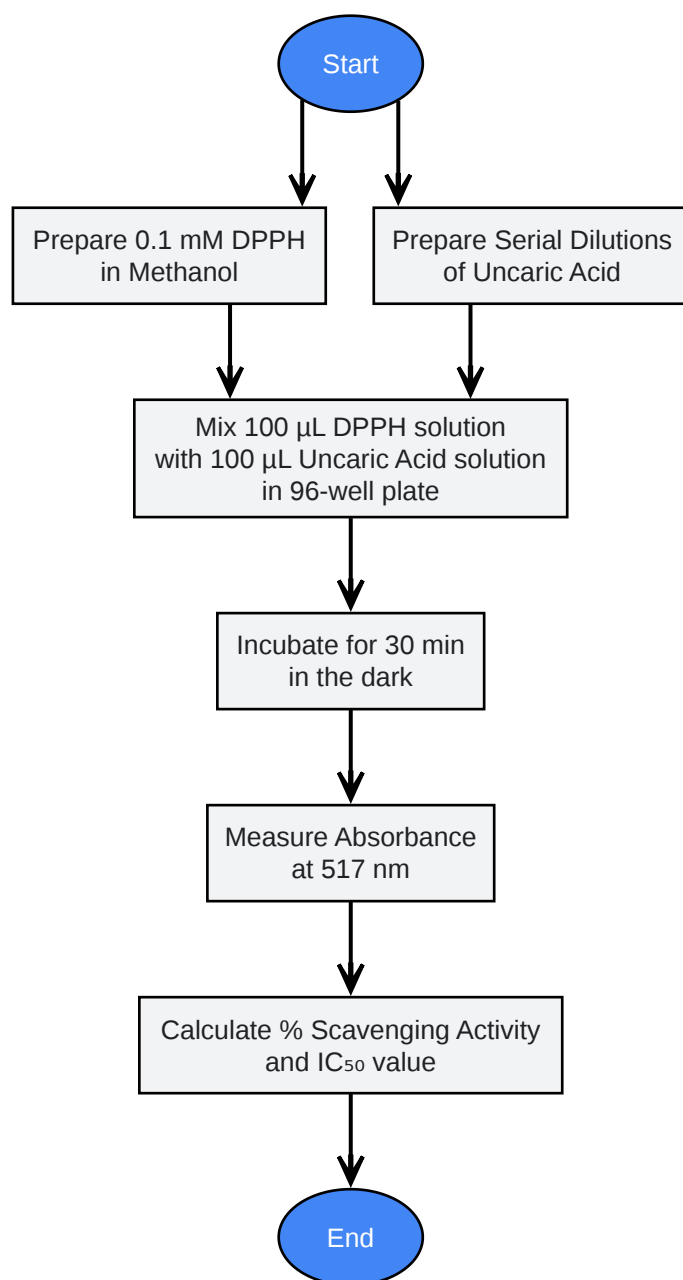 Start
Prepare 0.1 mM DPPH
in Methanol
Prepare Serial Dilutions
of Uncaric Acid
Mix 100 µL DPPH solution
with 100 µL Uncaric Acid solution
in 96-well plate
Incubate for 30 min
in the dark
Measure Absorbance
at 517 nm
Calculate % Scavenging Activity
and IC₅₀ value
End